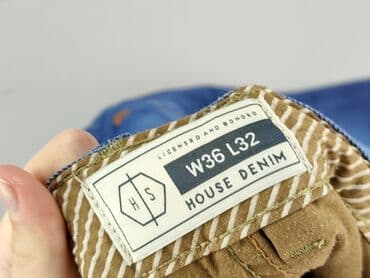 LICENSED AND BONDED
W36 L32
HOUSE DENIM
H S